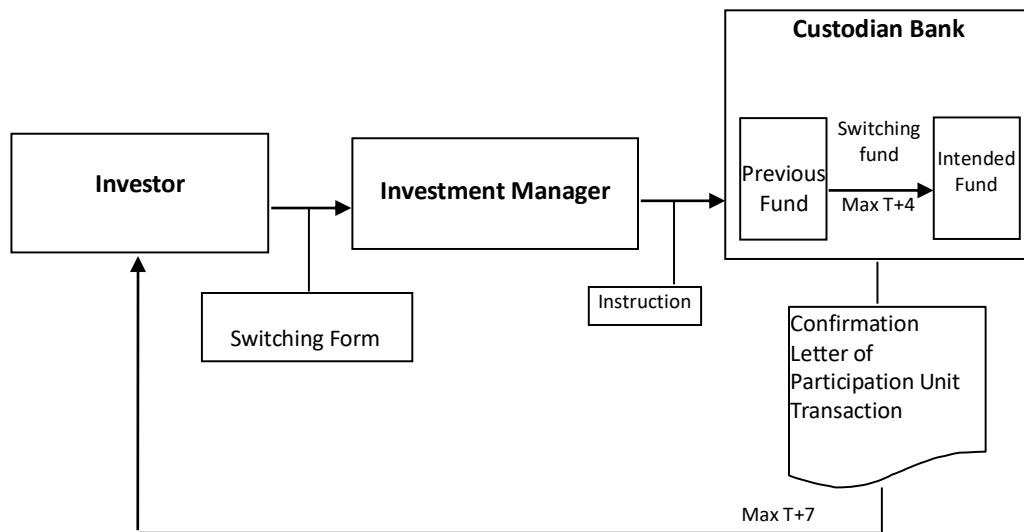 Custodian Bank
Investor
Investment Manager
Previous
Fund
Switching
fund
Max T+4
Intended
Fund
Switching Form
Instruction
Confirmation
Letter of
Participation Unit
Transaction
Max T+7